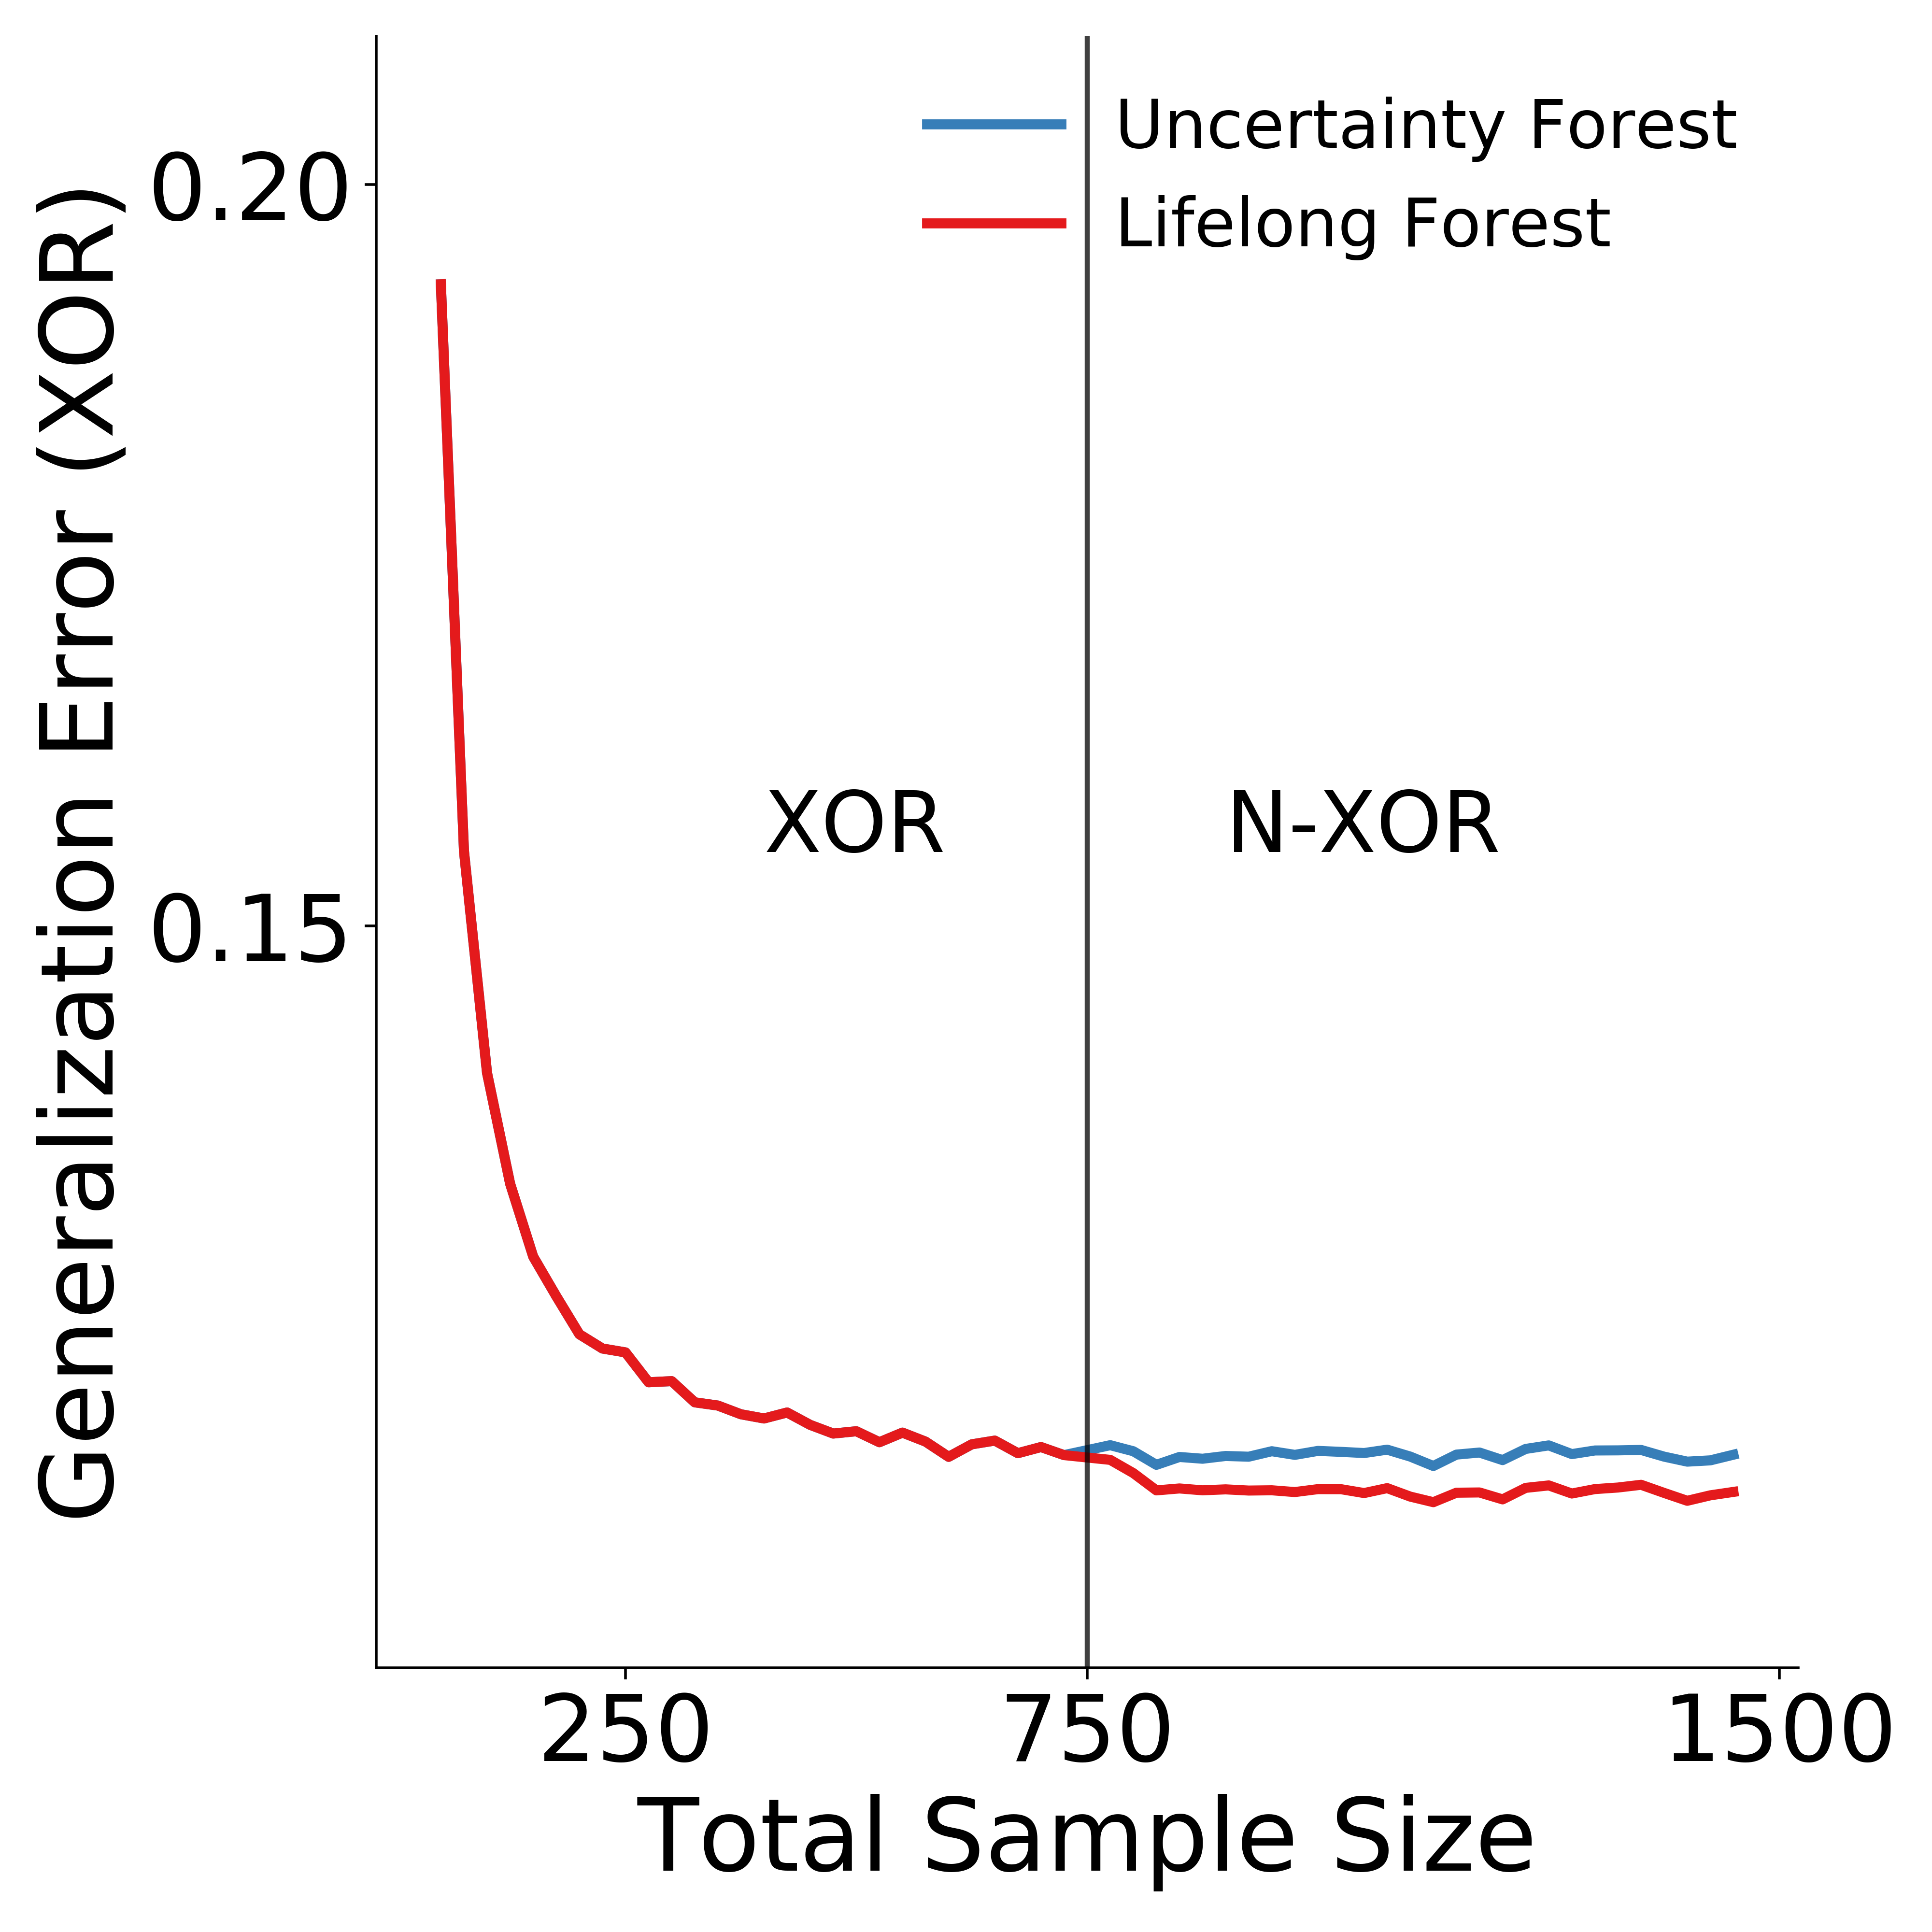 Uncertainty Forest
Lifelong Forest
0.20
0.15
Generalization Error (XOR)
XOR
N-XOR
250
750
1500
Total Sample Size